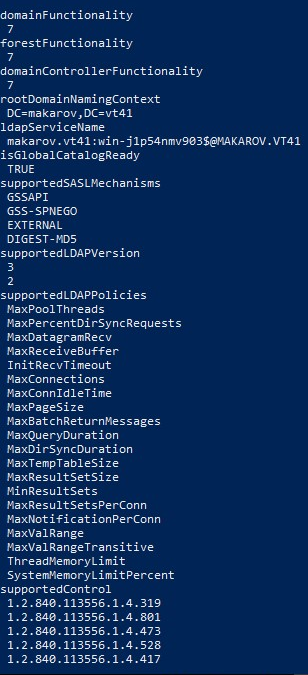 domainFunctionality
7
forestFunctionality
7
domainControllerFunctionality
7
rootDomainNamingContext
DC=makarov,DC=vt41
ldapServiceName
makarov.vt41:win-j1p54nmv903$@MAKAROV.VT41
isGlobalCatalogReady
TRUE
supportedSASLMechanisms
GSSAPI
GSS-SPNEGO
EXTERNAL
DIGEST-MD5
supportedLDAPVersion
3
2
supportedLDAPPolicies
MaxPoolThreads
MaxPercentDirSyncRequests
MaxDatagramRecv
MaxReceiveBuffer
InitRecvTimeout
MaxConnections
MaxConnIdleTime
MaxPageSize
MaxBatchReturnMessages
MaxQueryDuration
MaxDirSyncDuration
MaxTempTableSize
MaxResultSetSize
MinResultSets
MaxResultSetsPerConn
MaxNotificationPerConn
MaxValRange
MaxValRangeTransitive
ThreadMemoryLimit
SystemMemoryLimitPercent
supportedControl
1.2.840.113556.1.4.319
1.2.840.113556.1.4.801
1.2.840.113556.1.4.473
1.2.840.113556.1.4.528
1.2.840.113556.1.4.417